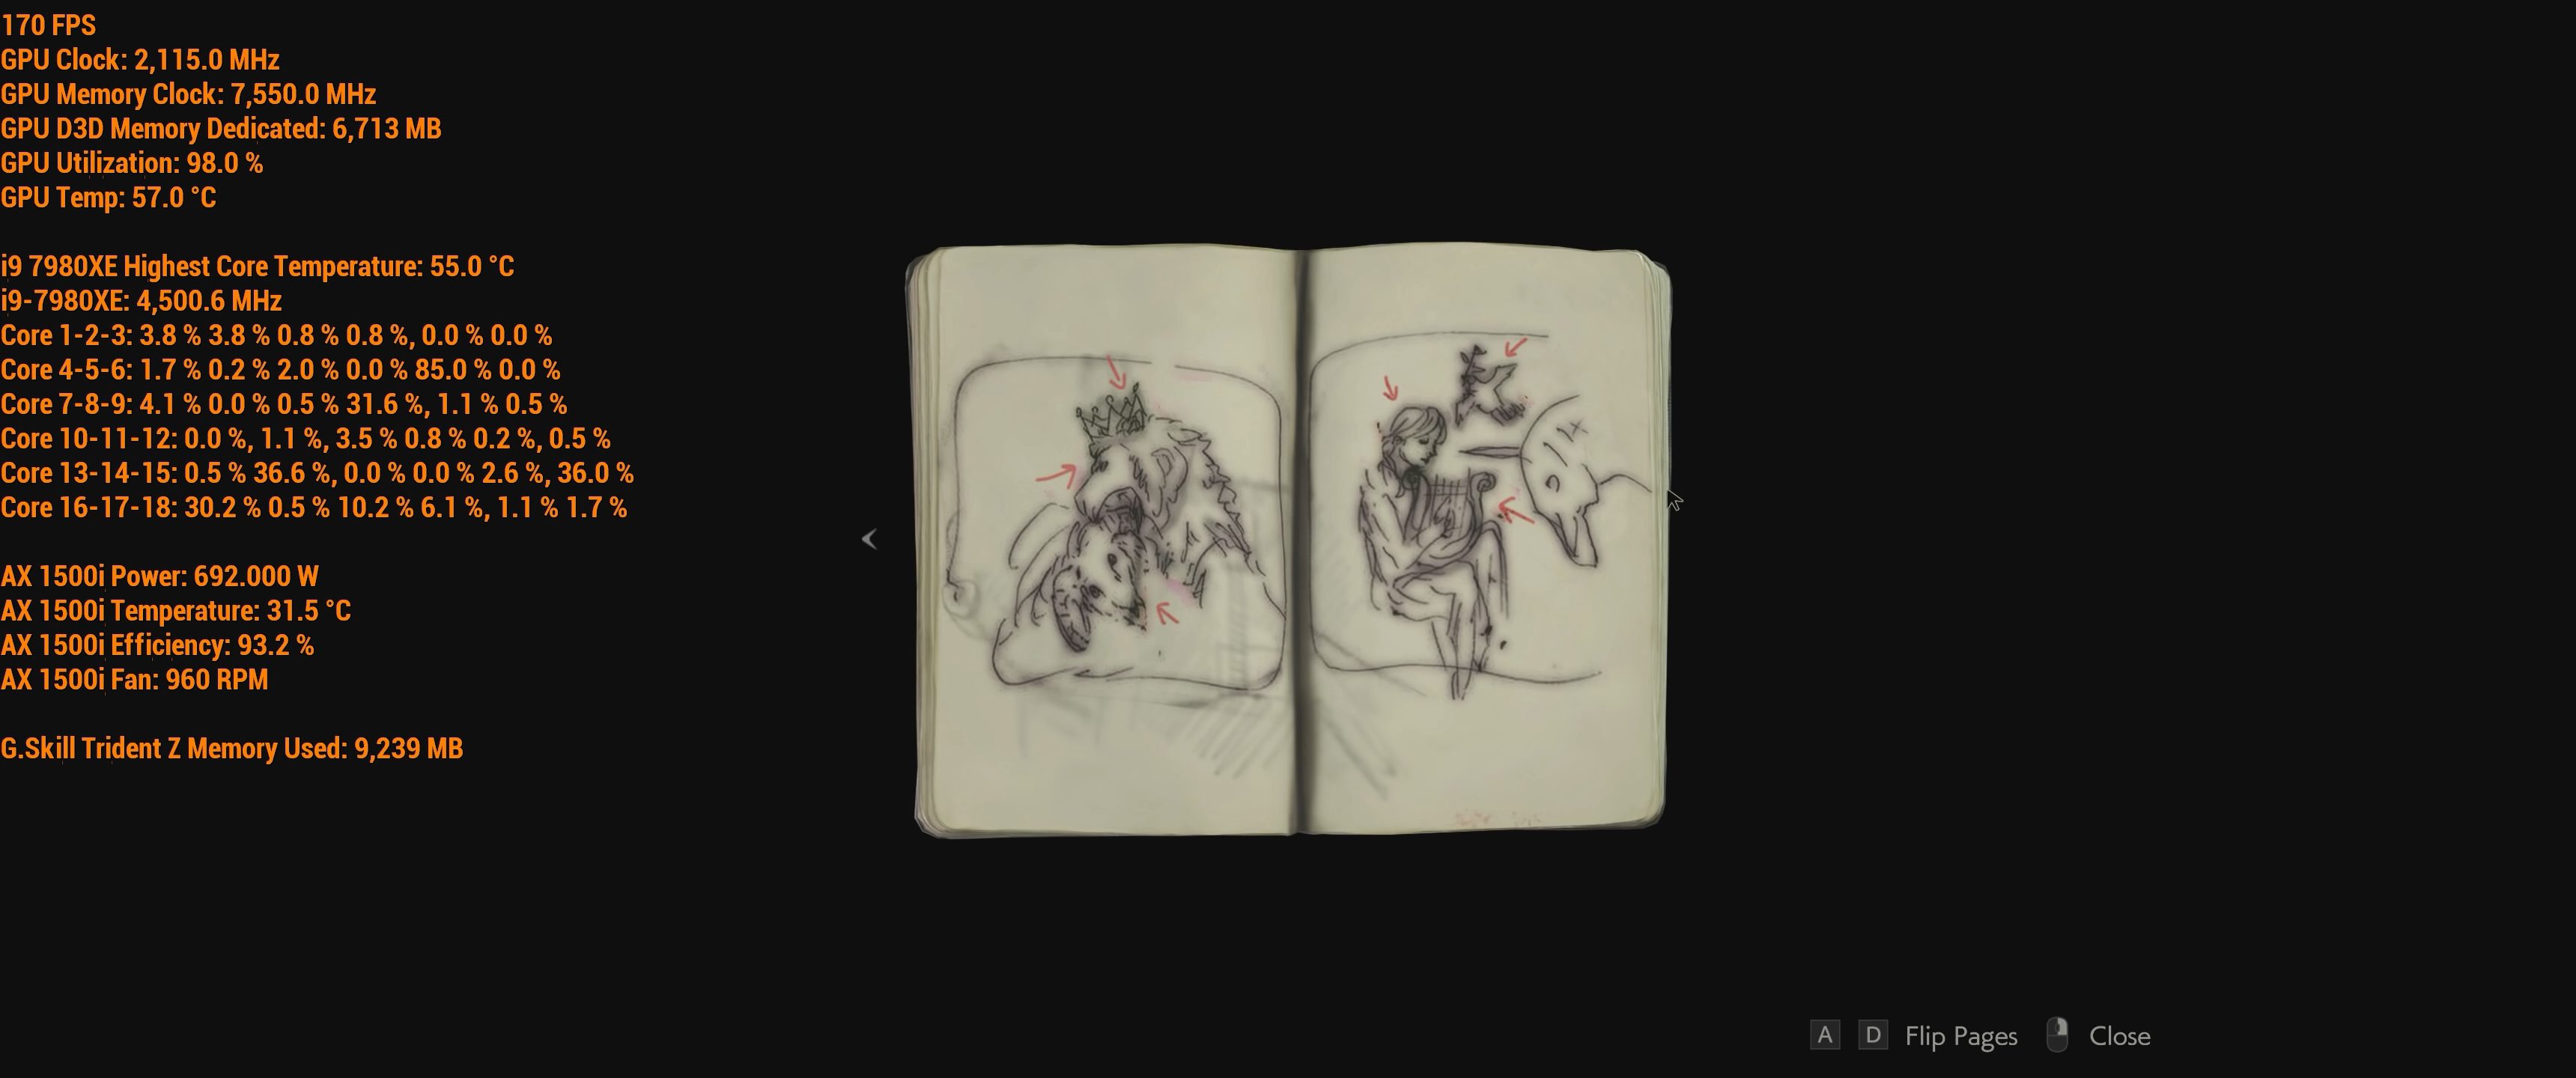 170 FPS
GPU Clock: 2,115.0 MHz
GPU Memory Clock: 7,550.0 MHz
GPU D3D Memory Dedicated: 6,713 MB
GPU Utilization: 98.0 %
GPU Temp: 57.0 °C
i9 7980XE Highest Core Temperature: 55.0 °C
i9-7980XE: 4,500.6 MHz
Core 1-2-3: 3.8 % 3.8 % 0.8 % 0.8 %, 0.0 % 0.0 %
Core 4-5-6: 1.7 % 0.2 % 2.0 % 0.0 % 85.0 % 0.0 %
Core 7-8-9: 4.1 % 0.0 % 0.5 % 31.6 %, 1.1 % 0.5 %
Core 10-11-12: 0.0 %, 1.1 %, 3.5 % 0.8 % 0.2 %, 0.5 %
Core 13-14-15: 0.5 % 36.6 %, 0.0 % 0.0 % 2.6 %, 36.0 %
Core 16-17-18: 30.2 % 0.5 % 10.2 % 6.1 %, 1.1 % 1.7 %
AX 1500i Power: 692.000 W
AX 1500i Temperature: 31.5 °C
AX 1500i Efficiency: 93.2 %
AX 1500i Fan: 960 RPM
G.Skill Trident Z Memory Used: 9,239 MB
A D Flip Pages Close